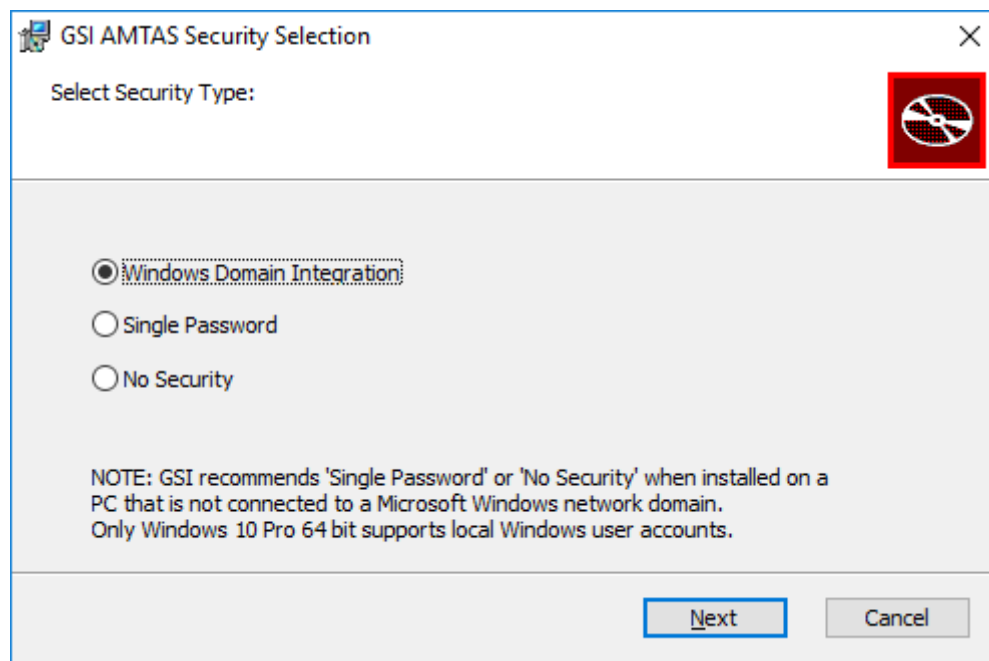 GSI AMTAS Security Selection
Select Security Type:
Windows Domain Integration
Single Password
No Security
NOTE: GSI recommends 'Single Password' or 'No Security' when installed on a
PC that is not connected to a Microsoft Windows network domain.
Only Windows 10 Pro 64 bit supports local Windows user accounts.
Next
Cancel